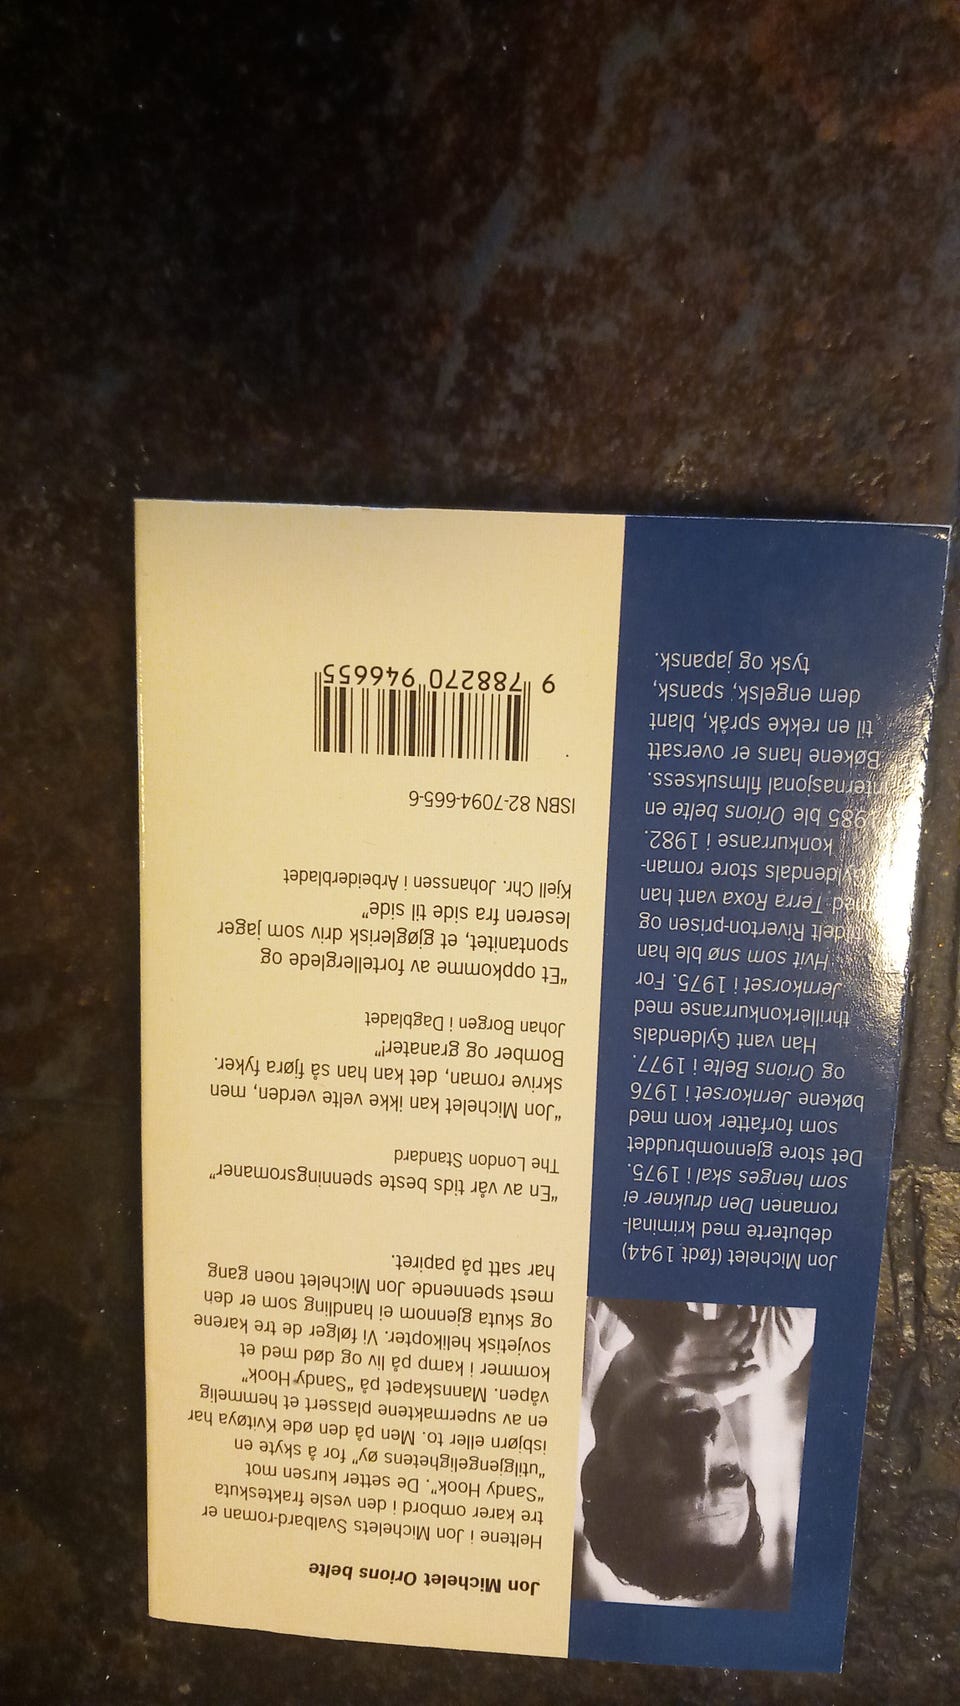 Jon Michelet Orions belte
Heltene i Jon Michelets Svalbard-roman er
tre karer ombord i den vesle frakteskuta
"Sandy Hook". De setter kursen mot
"utilgjengelighetens øy" for å skyte en
isbjørn eller to. Men på den øde Kvitøya har
en av supermaktene plassert et hemmelig
våpen. Mannskapet på "Sandy Hook"
kommer i kamp på liv og død med et
sovjetisk helikopter. Vi følger de tre karene
og skuta gjennom ei handling som er den
mest spennende Jon Michelet noen gang
har satt på papiret.
"En av vår tids beste spenningsromaner"
The London Standard
"Jon Michelet kan ikke velte verden, men
skrive roman, det kan han så fjøra fyker.
Bomber og granater!"
Johan Borgen i Dagbladet
"Et oppkomme av fortellerglede og
spontanitet, et gjøglerisk driv som jager
leseren fra side til side"
Kjell Chr. Johanssen i Arbeiderbladet
ISBN 82-7094-665-6
9 788270 946655
Jon Michelet (født 1944)
debuterte med kriminal-
romanen Den drukner ei
som henges skal i 1975.
Det store gjennombruddet
som forfatter kom med
bøkene Jernkorset i 1976
og Orions Belte i 1977.
Han vant Gyldendals
thrillerkonkurranse med
Jernkorset i 1975. For
Hvit som snø ble han
tildelt Riverton-prisen og
med Terra Roxa vant han
Gyldendals store roman-
konkurranse i 1982.
1985 ble Orions belte en
internasjonal filmsuksess.
Bøkene hans er oversatt
til en rekke språk, blant
dem engelsk, spansk,
tysk og japansk.